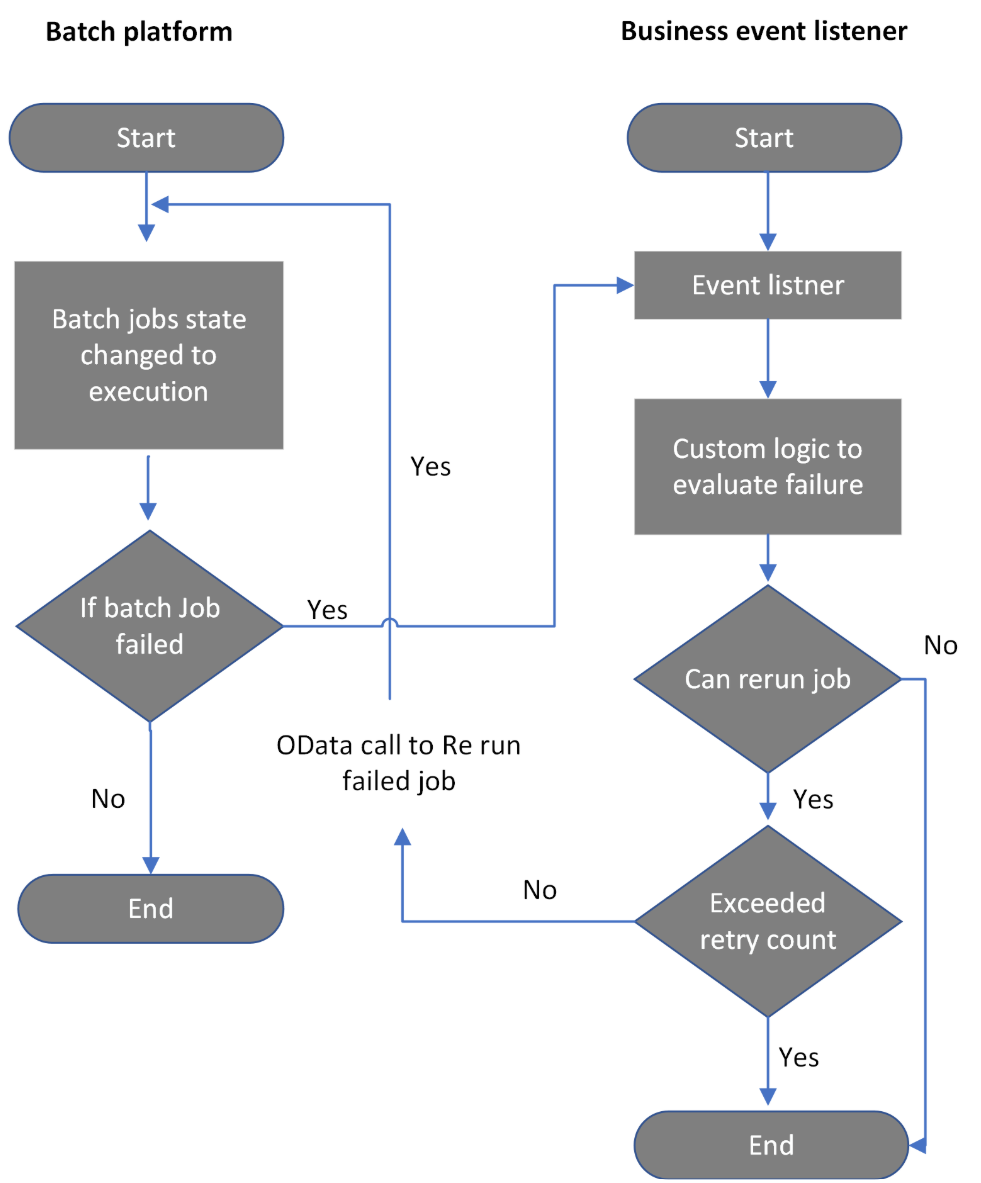 Batch platform
Start
Batch jobs state
changed to
execution
If batch Job
failed
Yes
No
End
Yes
OData call to Re run
failed job
Business event listener
Start
Event listner
Custom logic to
evaluate failure
Can rerun job
No
Yes
Exceeded
retry count
No
Yes
End